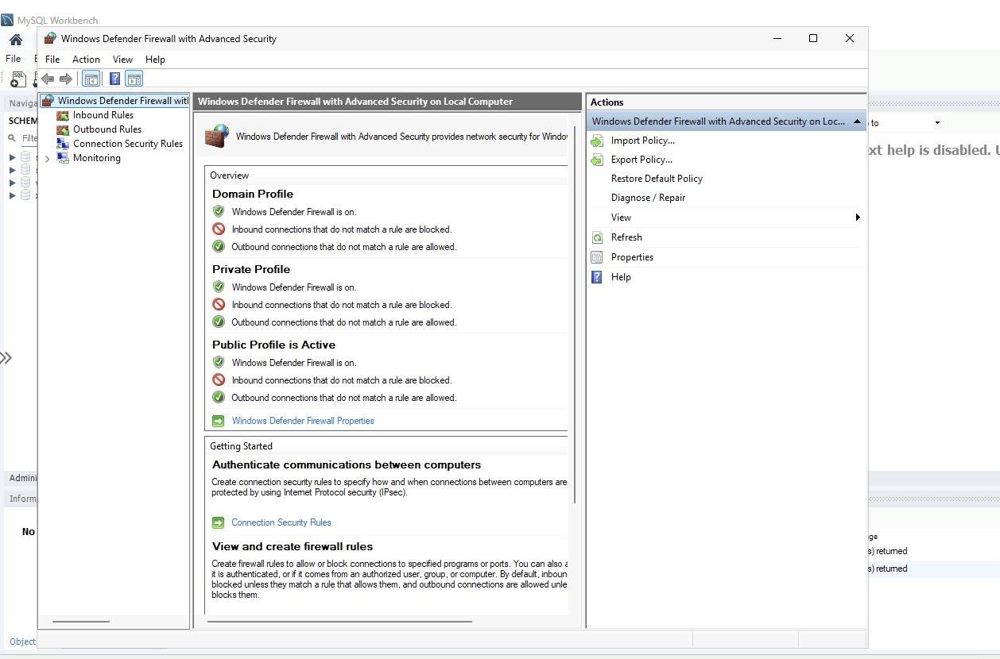 MySQL Workbench
Windows Defender Firewall with Advanced Security
File
File Action View Help
SQL
Windows Defender Firewall witl
Inbound Rules
Outbound Rules
Connection Security Rules
Monitoring
Naviga
SCHEM
Filte
Windows Defender Firewall with Advanced Security on Local Computer
Windows Defender Firewall with Advanced Security provides network security for Window
Overview
Domain Profile
Windows Defender Firewall is on.
Inbound connections that do not match a rule are blocked.
Outbound connections that do not match a rule are allowed.
Private Profile
Windows Defender Firewall is on.
Inbound connections that do not match a rule are blocked.
Outbound connections that do not match a rule are allowed.
Public Profile is Active
Windows Defender Firewall is on.
Inbound connections that do not match a rule are blocked.
Outbound connections that do not match a rule are allowed.
Windows Defender Firewall Properties
Getting Started
Authenticate communications between computers
Create connection security rules to specify how and when connections between computers are
protected by using Internet Protocol security (IPsec).
Connection Security Rules
View and create firewall rules
Create firewall rules to allow or block connections to specified programs or ports. You can also a
it is authenticated, or if it comes from an authorized user, group, or computer. By default, inboun
blocked unless they match a rule that allows them, and outbound connections are allowed unle
blocks them.
Actions
Windows Defender Firewall with Advanced Security on Loc...
Import Policy...
Export Policy...
Restore Default Policy
Diagnose / Repair
View
Refresh
Properties
Help
to
xt help is disabled. U
Admini
Inform
No
Object
ge
s) returned
s) returned